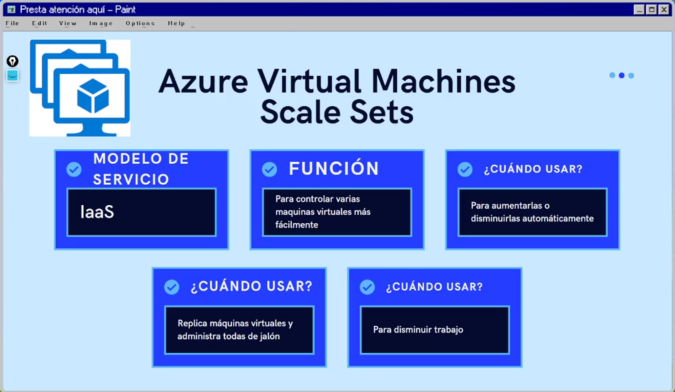 Presta atención aquí - Paint
File Edit View Image Options Help
Azure Virtual Machines
Scale Sets
MODELO DE
SERVICIO
IaaS
FUNCIÓN
Para controlar varias
maquinas virtuales más
fácilmente
¿CUÁNDO USAR?
Para aumentarlas o
disminuirlas automáticamente
¿CUÁNDO USAR?
Replica máquinas virtuales y
administra todas de jalón
¿CUÁNDO USAR?
Para disminuir trabajo